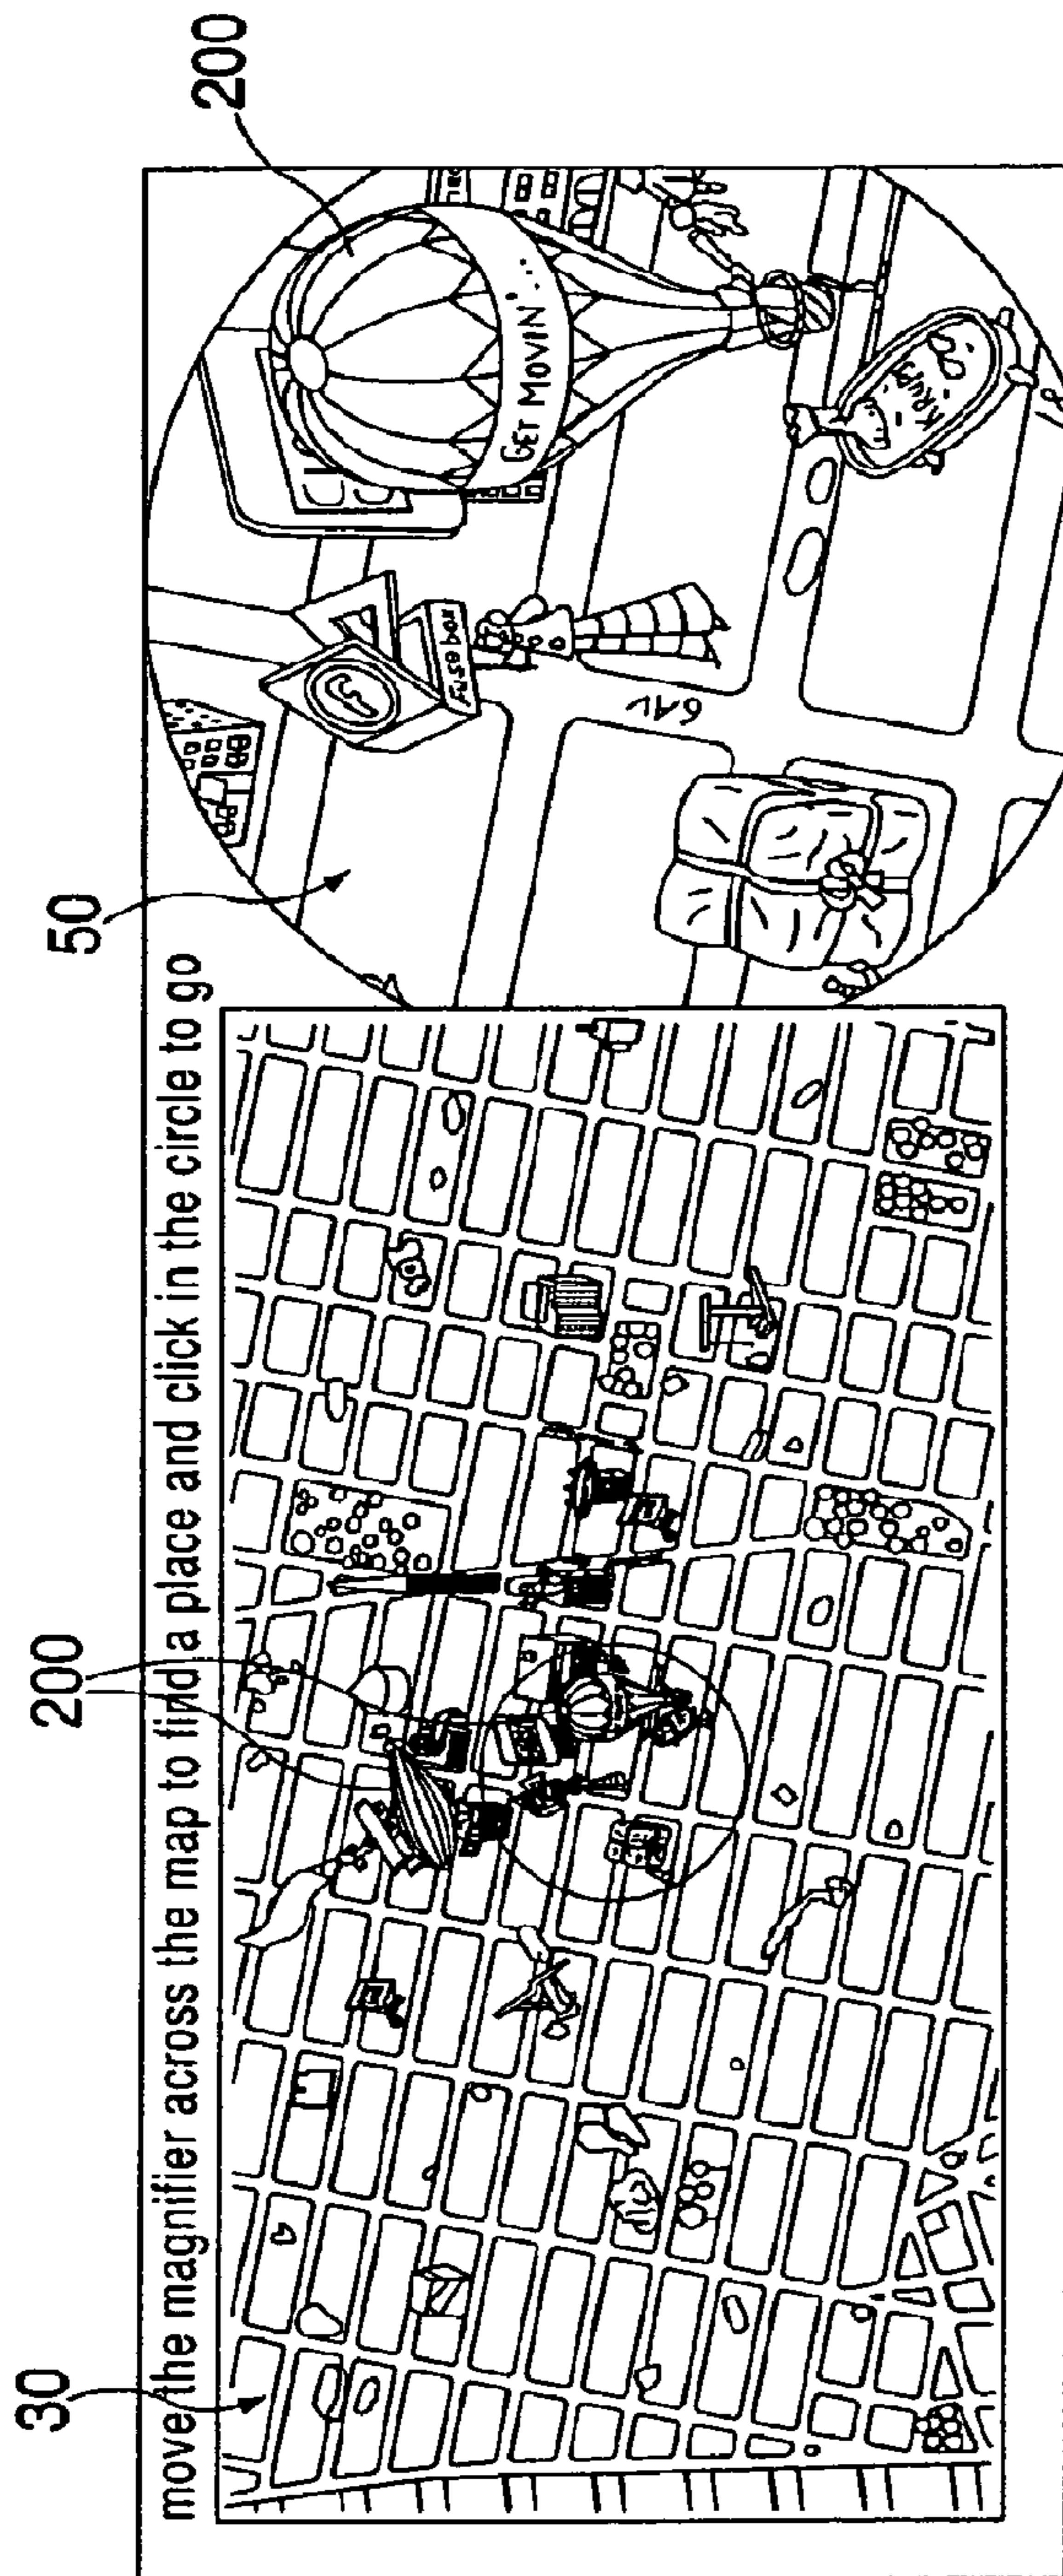 200
50
200
30
move the magnifier across the map to find a place and click in the circle to go
GET MOVIN'...
KRUPS